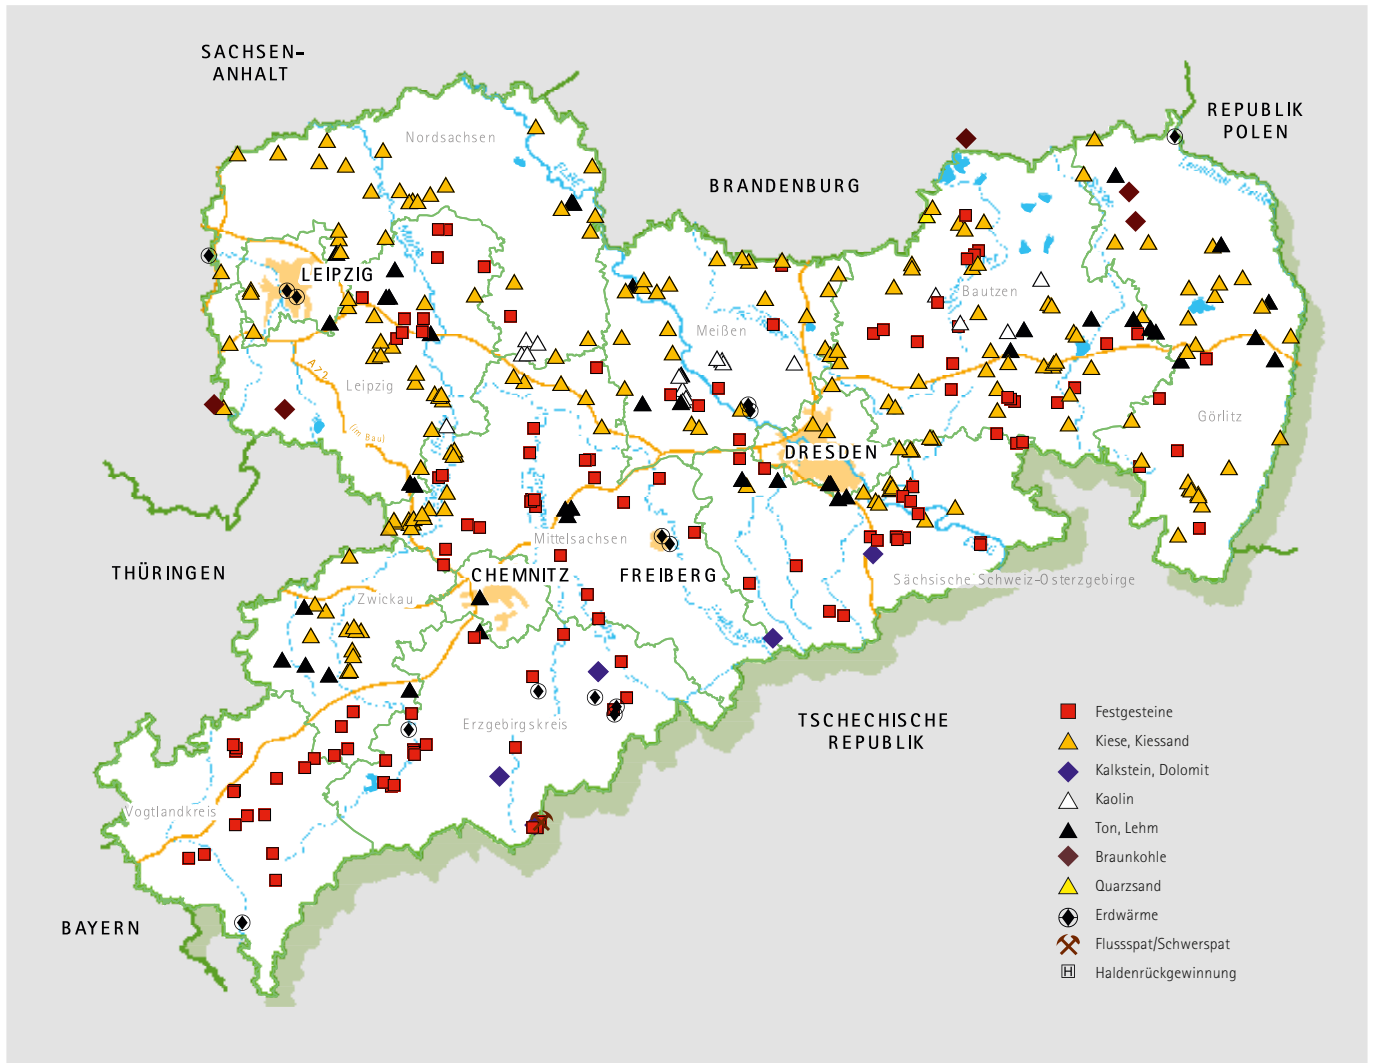 SACHSEN-
ANHALT
Nordsachsen
REPUBLIK
POLEN
BRANDENBURG
LEIPZIG
Bautzen
Meißen
A 72
Leipzig
(im Bau)
Görlitz
DRESDEN
Mittelsachsen
THÜRINGEN
CHEMNITZ
FREIBERG
Sächsische Schweiz-Osterzgebirge
Zwickau
Erzgebirgskreis
TSCHECHISCHE
REPUBLIK
Vogtlandkreis
BAYERN
Festgesteine
Kiese, Kiessand
Kalkstein, Dolomit
Kaolin
Ton, Lehm
Braunkohle
Quarzsand
Erdwärme
Flussspat/Schwerspat
H Haldenrückgewinnung